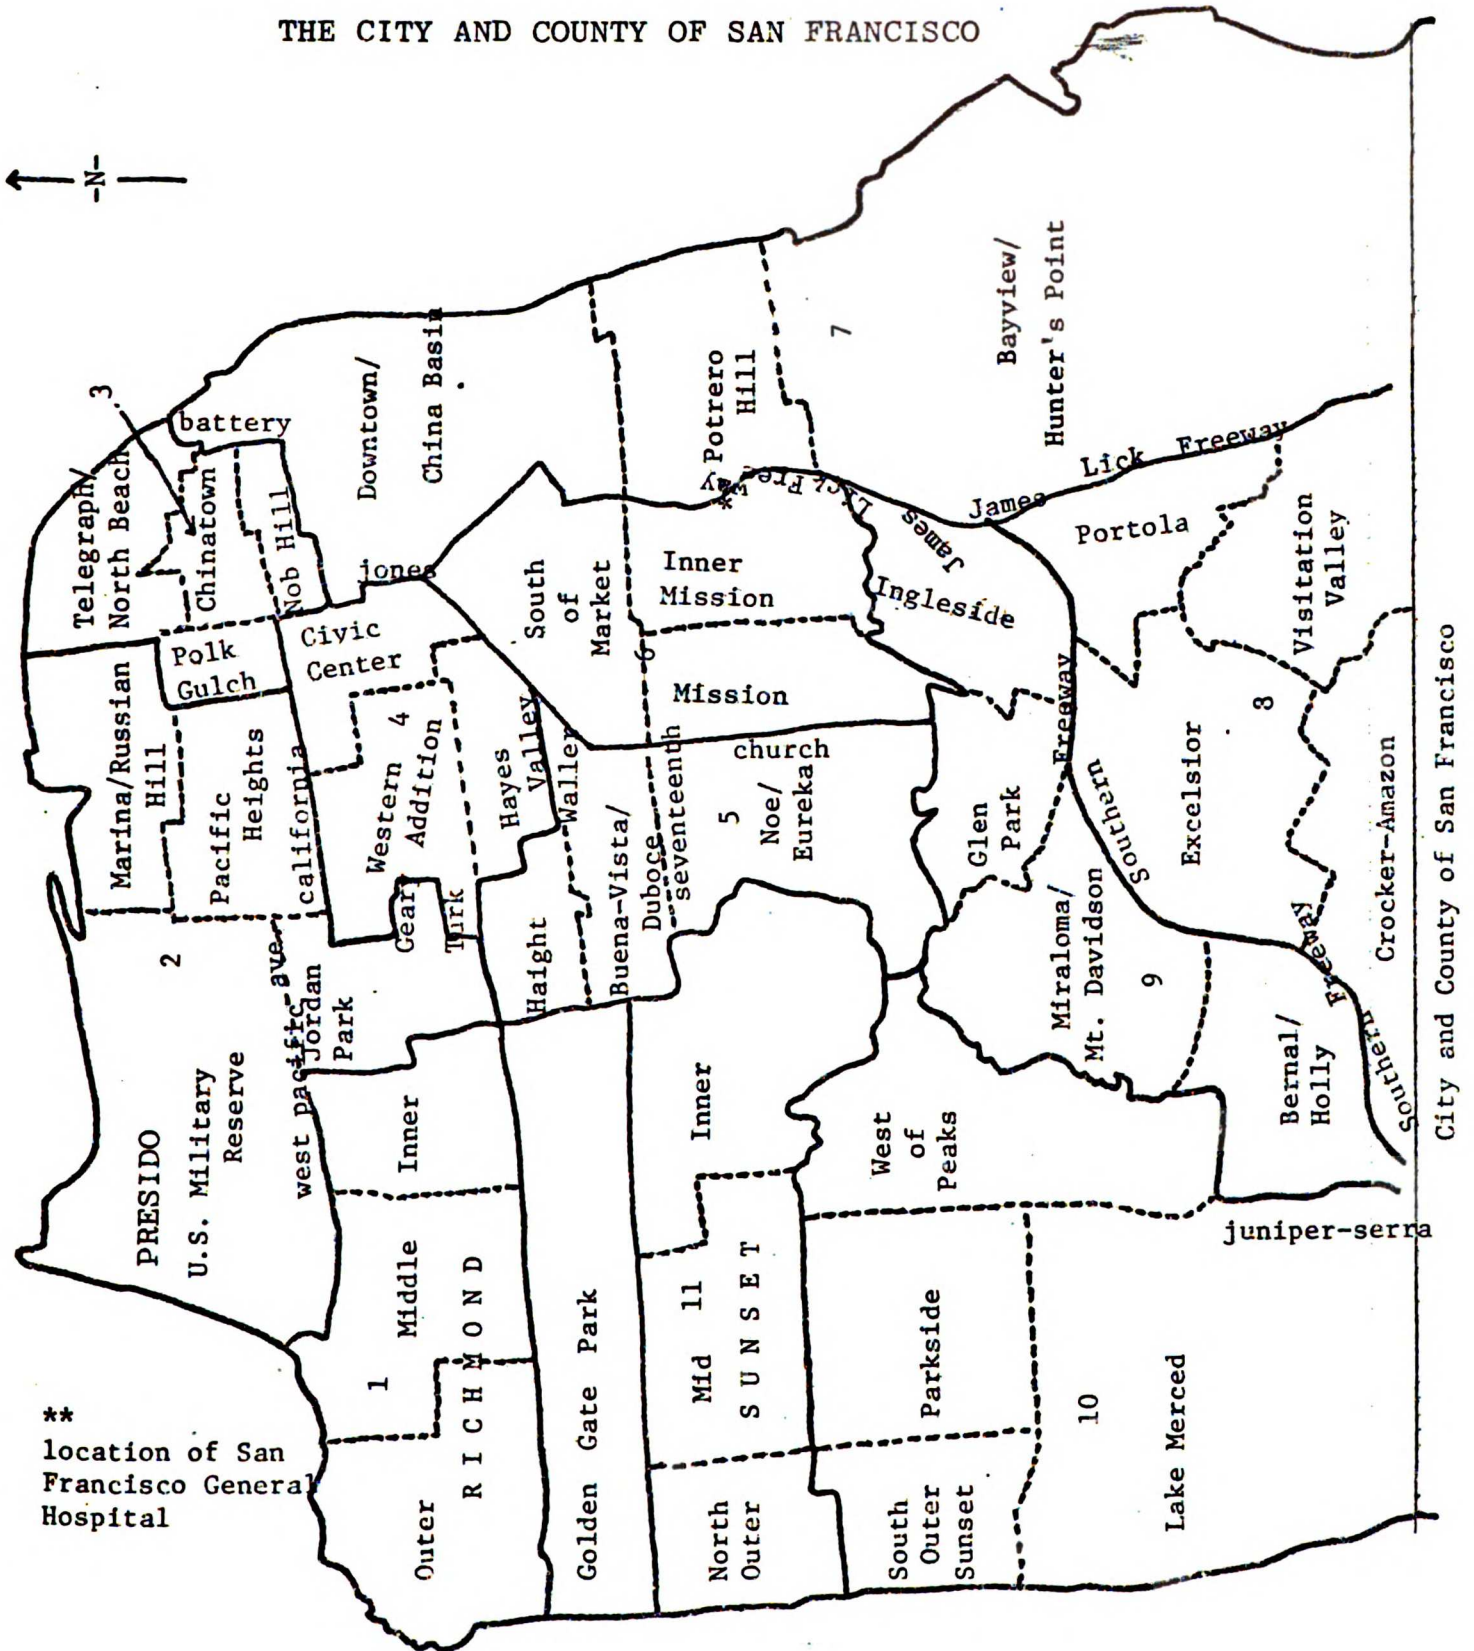 THE CITY AND COUNTY OF SAN FRANCISCO
-N-
3.
battery
Telegraph/
North Beach
Chinatown
Nob Hill
Downtown/
China Basin
jones
Marina/Russian
Hill
Polk
Gulch
Civic
Center
Pacific
Heights
california
4
Western
Addition
Geary
Turk
Hayes
Valley
Waller
South
of
Market
Potrero
Hill
7
Bayview/
Hunter's Point
*
Lick Freeway
James
James Lick Freeway
Inner
Mission
6
Mission
Ingleside
Portola
Visitation
Valley
church
Buena-Vista/
Duboce
seventeenth
5
Noe/
Eureka
Haight
Glen
Park
Southern Freeway
Excelsior
8
Crocker-Amazon
2
PRESIDO
U.S. Military
Reserve
west pacific ave.
Jordan
Park
Inner
Middle
1
Outer
RICHMOND
Golden Gate Park
Inner
Mid
11
SUNSET
North
Outer
West
of
Peaks
Miraloma/
Mt. Davidson
9
Bernal/
Holly
Southern Freeway
juniper-serra
Parkside
South
Outer
Sunset
10
Lake Merced
**
location of San
Francisco General
Hospital
City and County of San Francisco